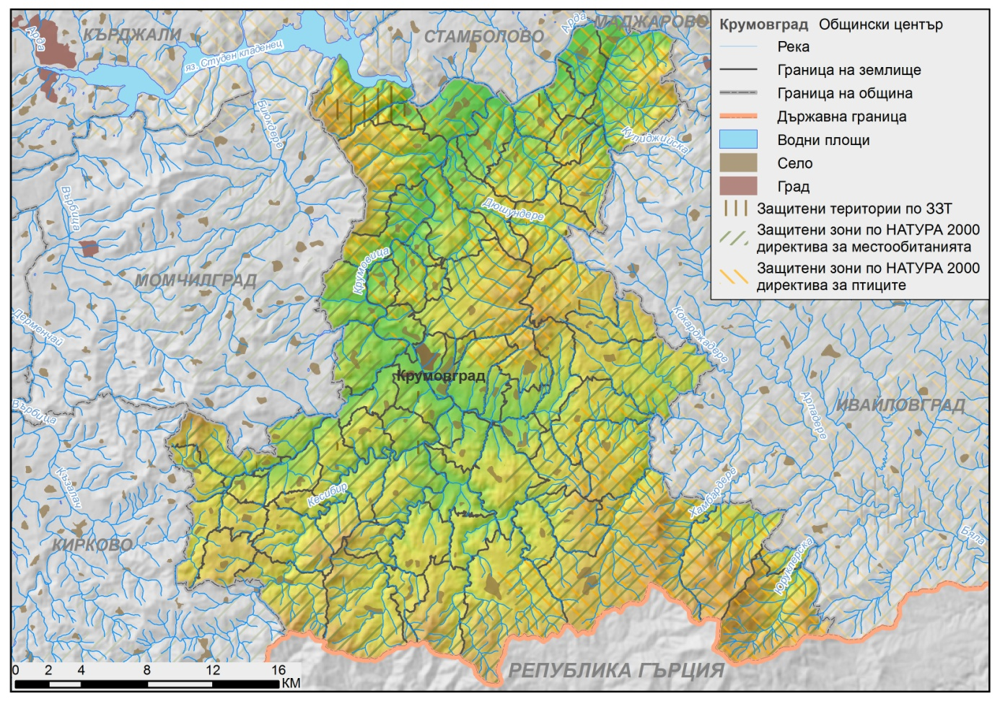 Крумовград Общински център
Река
Граница на землище
Граница на община
Държавна граница
Водни площи
Село
Град
Защитени територии по ЗЗТ
Защитени зони по НАТУРА 2000
директива за местообитанията
Защитени зони по НАТУРА 2000
директива за птиците
КЪРДЖАЛИ
СТАМБОЛОВО
МАДЖАРОВО
Арда
Арда
яз. Студен кладенец
Биюкдере
Кулиджийска
Върбица
Дюшундере
Крумовица
МОМЧИЛГРАД
Дерменчай
Кокарджадере
Крумовград
Върбица
Арпадере
ИВАЙЛОВГРАД
Къзалач
Кесибир
Хамбардере
КИРКОВО
Бяла
Юруклерска
РЕПУБЛИКА ГЪРЦИЯ
0 2 4 8 12 16
КМ